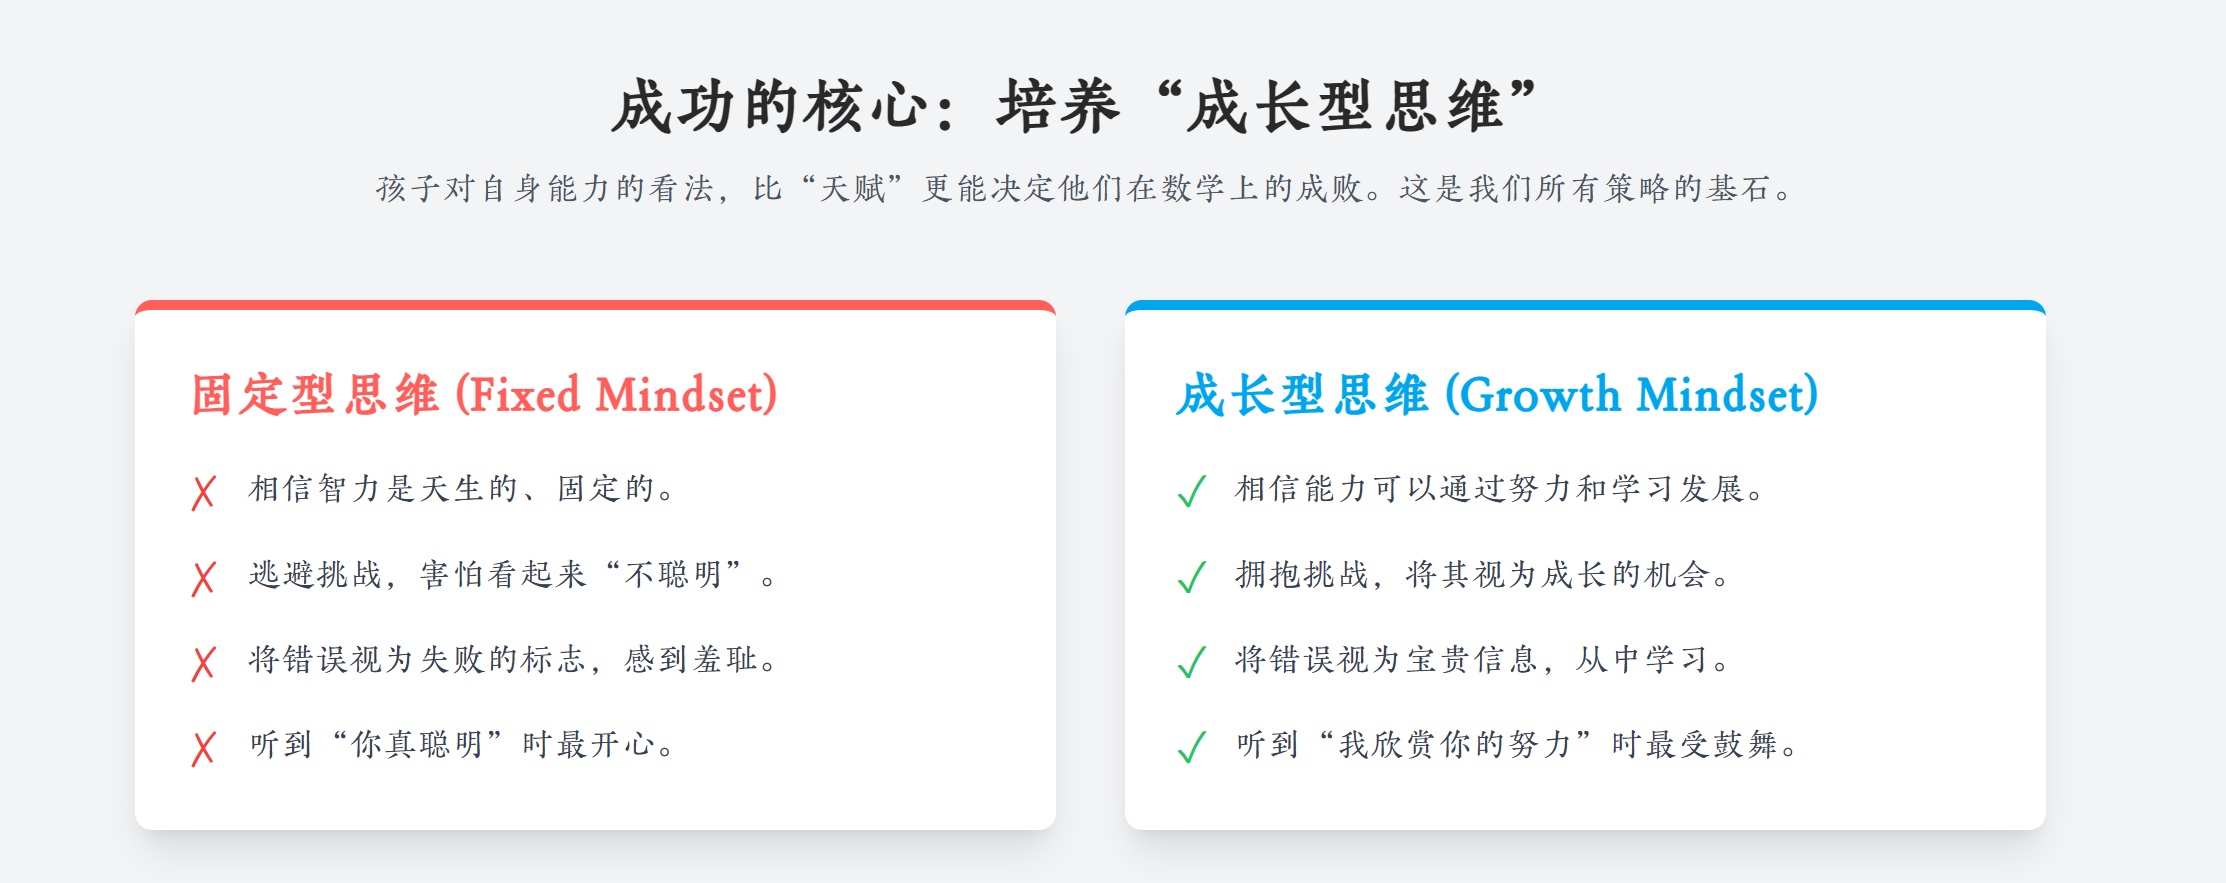 成功的核心：培养“成长型思维”
孩子对自身能力的看法，比“天赋”更能决定他们在数学上的成败。这是我们所有策略的基石。
固定型思维 (Fixed Mindset)
✗ 相信智力是天生的、固定的。
✗ 逃避挑战，害怕看起来“不聪明”。
✗ 将错误视为失败的标志，感到羞耻。
✗ 听到“你真聪明”时最开心。
成长型思维 (Growth Mindset)
✓ 相信能力可以通过努力和学习发展。
✓ 拥抱挑战，将其视为成长的机会。
✓ 将错误视为宝贵信息，从中学习。
✓ 听到“我欣赏你的努力”时最受鼓舞。